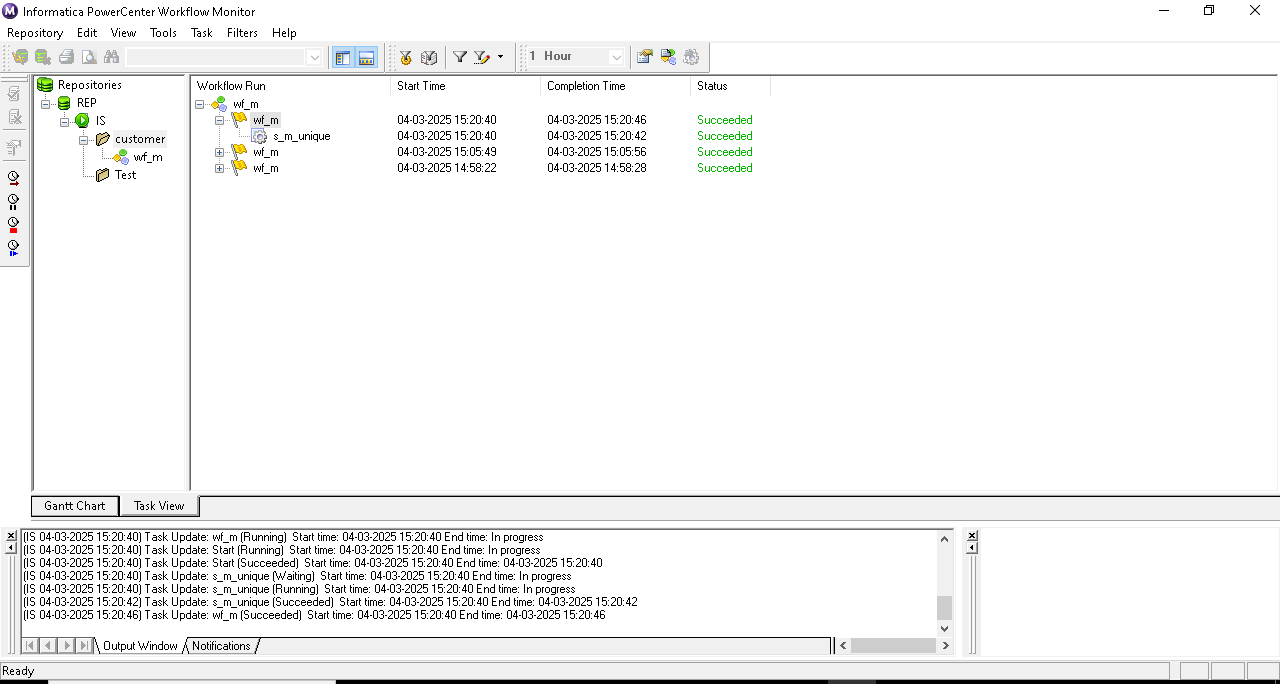 Informatica PowerCenter Workflow Monitor
Repository Edit View Tools Task Filters Help
1 Hour
Repositories
REP
IS
customer
wf_m
Test
Workflow Run Start Time Completion Time Status
wf_m
wf_m 04-03-2025 15:20:40 04-03-2025 15:20:46 Succeeded
s_m_unique 04-03-2025 15:20:40 04-03-2025 15:20:42 Succeeded
wf_m 04-03-2025 15:05:49 04-03-2025 15:05:56 Succeeded
wf_m 04-03-2025 14:58:22 04-03-2025 14:58:28 Succeeded
Gantt Chart Task View
(IS 04-03-2025 15:20:40) Task Update: wf_m (Running) Start time: 04-03-2025 15:20:40 End time: In progress
(IS 04-03-2025 15:20:40) Task Update: Start (Running) Start time: 04-03-2025 15:20:40 End time: In progress
(IS 04-03-2025 15:20:40) Task Update: Start (Succeeded) Start time: 04-03-2025 15:20:40 End time: 04-03-2025 15:20:40
(IS 04-03-2025 15:20:40) Task Update: s_m_unique (Waiting) Start time: 04-03-2025 15:20:40 End time: In progress
(IS 04-03-2025 15:20:40) Task Update: s_m_unique (Running) Start time: 04-03-2025 15:20:40 End time: In progress
(IS 04-03-2025 15:20:42) Task Update: s_m_unique (Succeeded) Start time: 04-03-2025 15:20:40 End time: 04-03-2025 15:20:42
(IS 04-03-2025 15:20:46) Task Update: wf_m (Succeeded) Start time: 04-03-2025 15:20:40 End time: 04-03-2025 15:20:46
Output Window Notifications
Ready